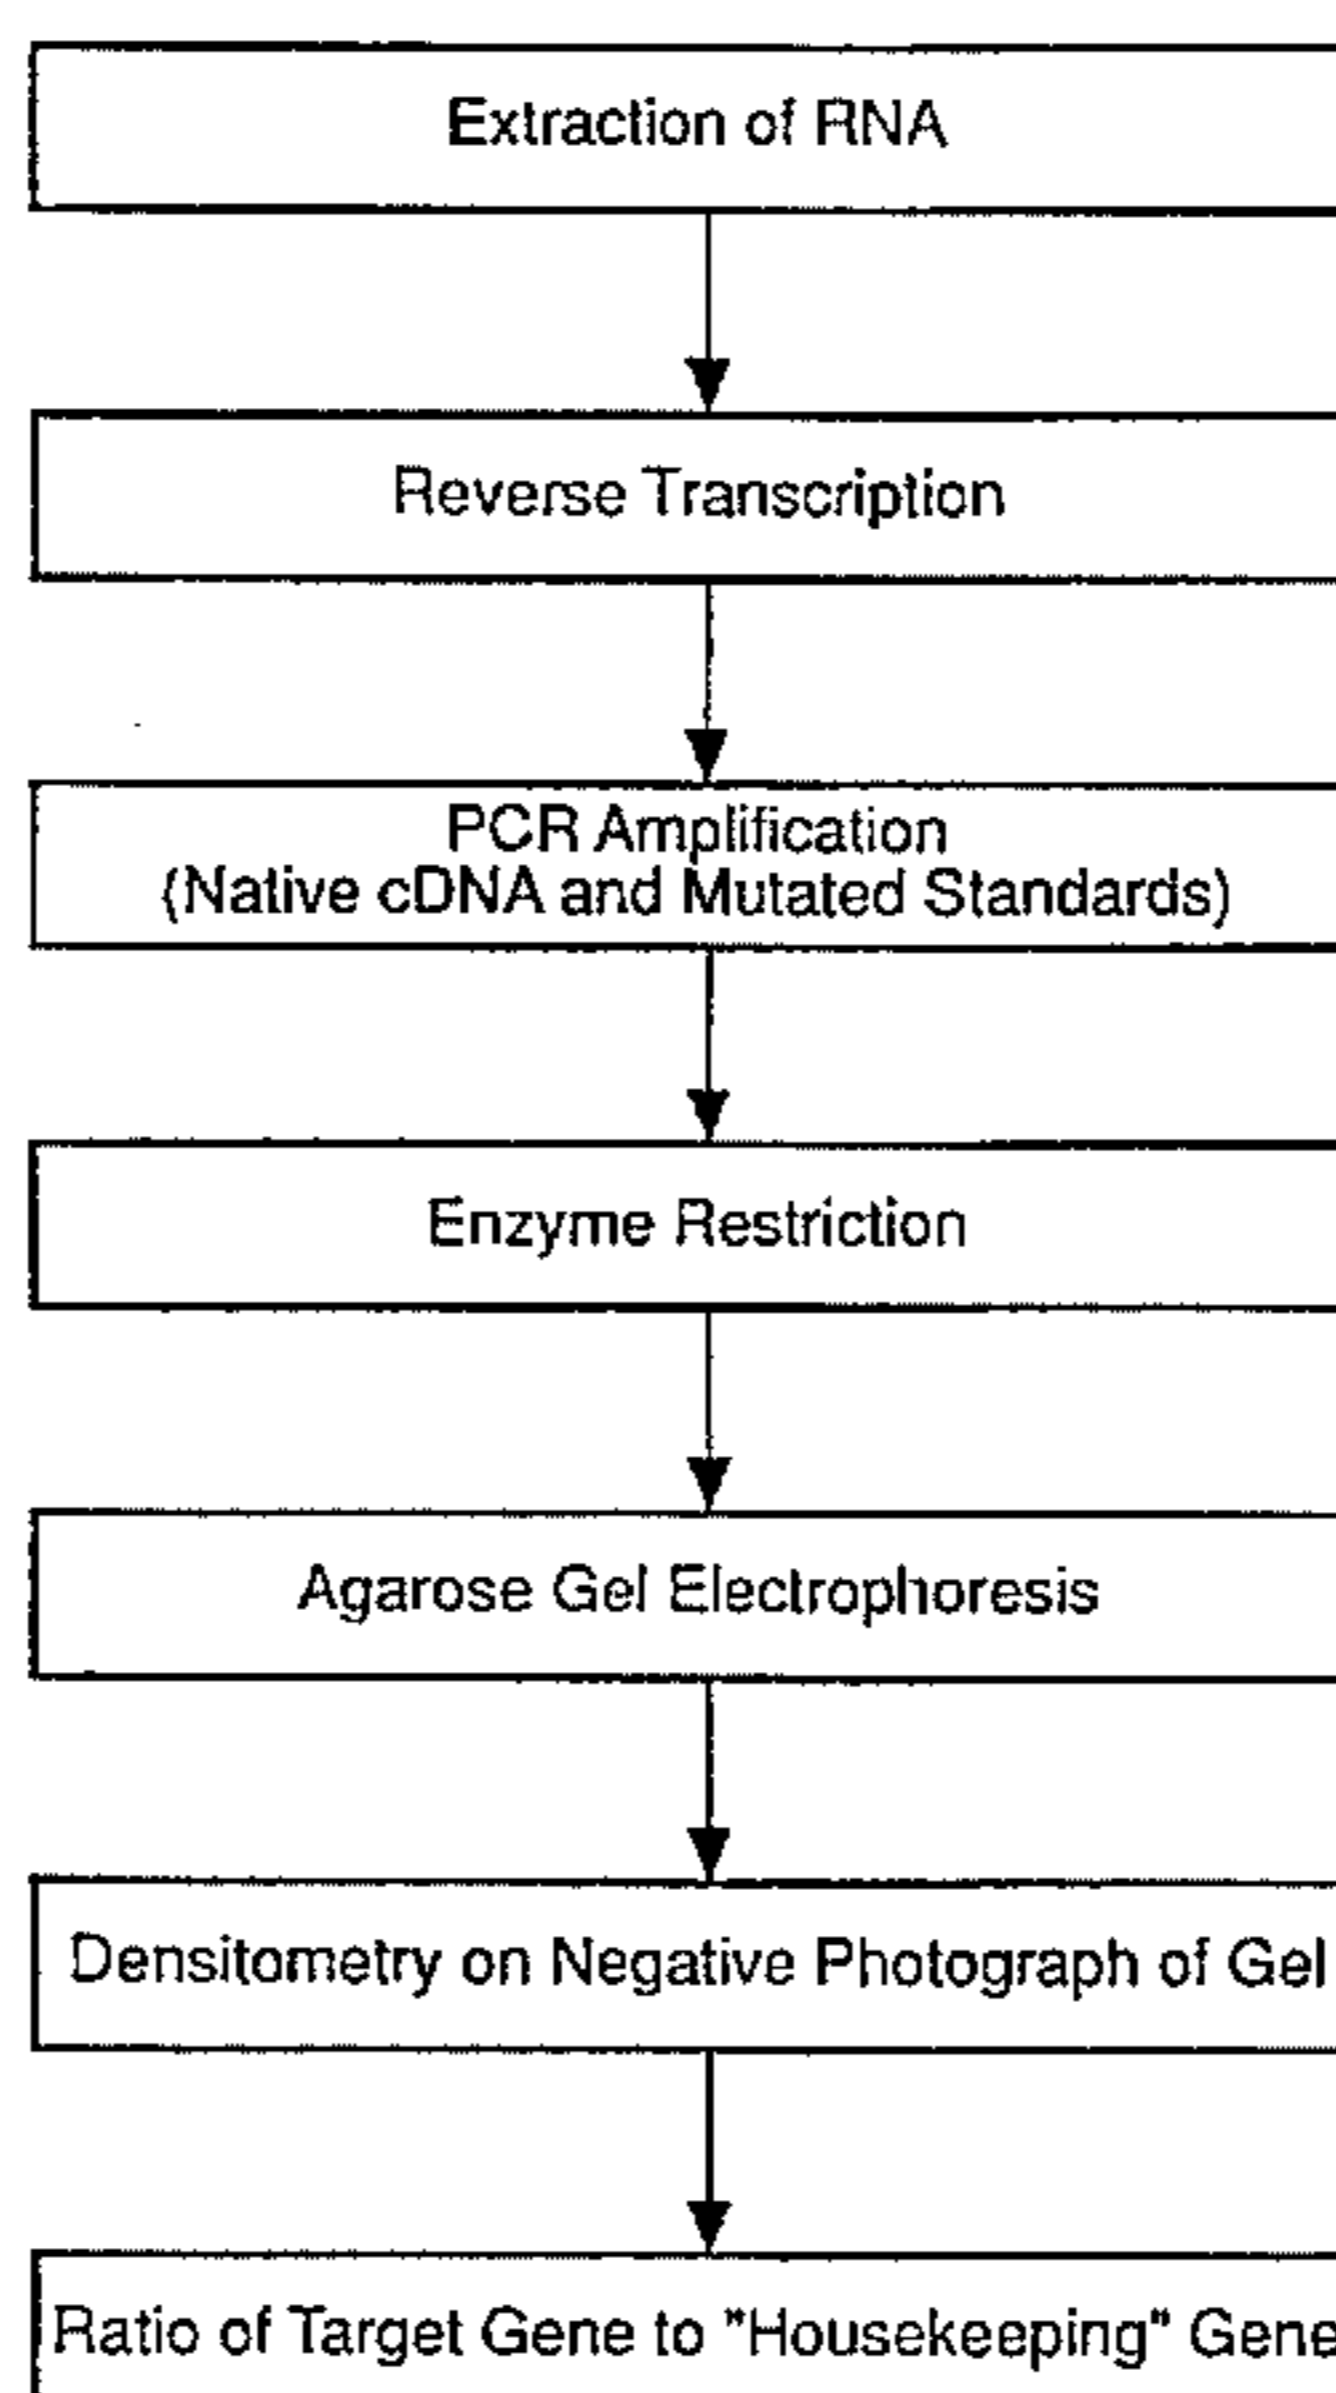 Extraction of RNA
Reverse Transcription
PCR Amplification
(Native cDNA and Mutated Standards)
Enzyme Restriction
Agarose Gel Electrophoresis
Densitometry on Negative Photograph of Gel
Ratio of Target Gene to "Housekeeping" Gene